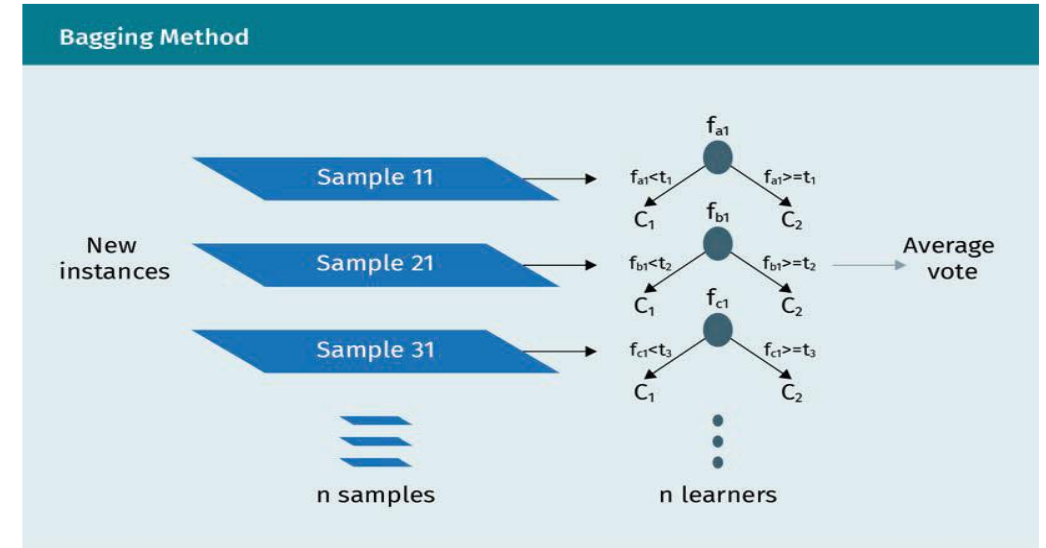 Bagging Method
New
instances
Sample 11
Sample 21
Sample 31
n samples
fa1
fa1<t1
fa1>=t1
C1
C2
fb1
fb1<t2
fb1>=t2
C1
C2
fc1
fc1<t3
fc1>=t3
C1
C2
n learners
Average
vote